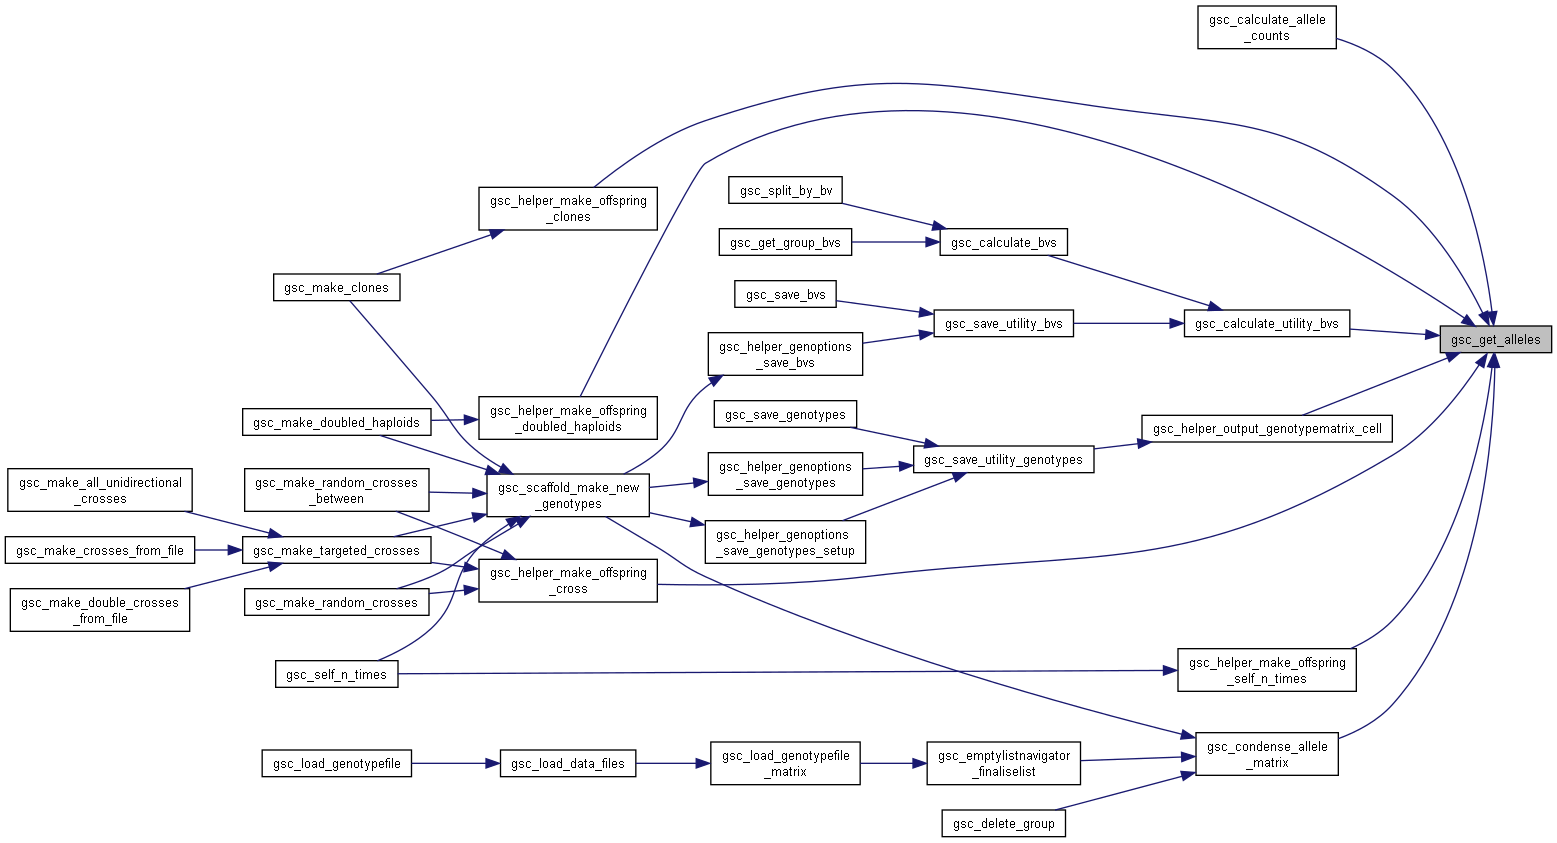 gsc_calculate_allele
_counts
gsc_helper_make_offspring
_clones
gsc_split_by_bv
gsc_get_group_bvs
gsc_calculate_bvs
gsc_make_clones
gsc_save_bvs
gsc_save_utility_bvs
gsc_calculate_utility_bvs
gsc_get_alleles
gsc_helper_genoptions
_save_bvs
gsc_make_doubled_haploids
gsc_helper_make_offspring
_doubled_haploids
gsc_save_genotypes
gsc_helper_output_genotypematrix_cell
gsc_save_utility_genotypes
gsc_helper_genoptions
_save_genotypes
gsc_make_all_unidirectional
_crosses
gsc_make_random_crosses
_between
gsc_scaffold_make_new
_genotypes
gsc_helper_genoptions
_save_genotypes_setup
gsc_make_crosses_from_file
gsc_make_targeted_crosses
gsc_helper_make_offspring
_cross
gsc_make_double_crosses
_from_file
gsc_make_random_crosses
gsc_self_n_times
gsc_helper_make_offspring
_self_n_times
gsc_condense_allele
_matrix
gsc_load_genotypefile
gsc_load_data_files
gsc_load_genotypefile
_matrix
gsc_emptylistnavigator
_finaliselist
gsc_delete_group